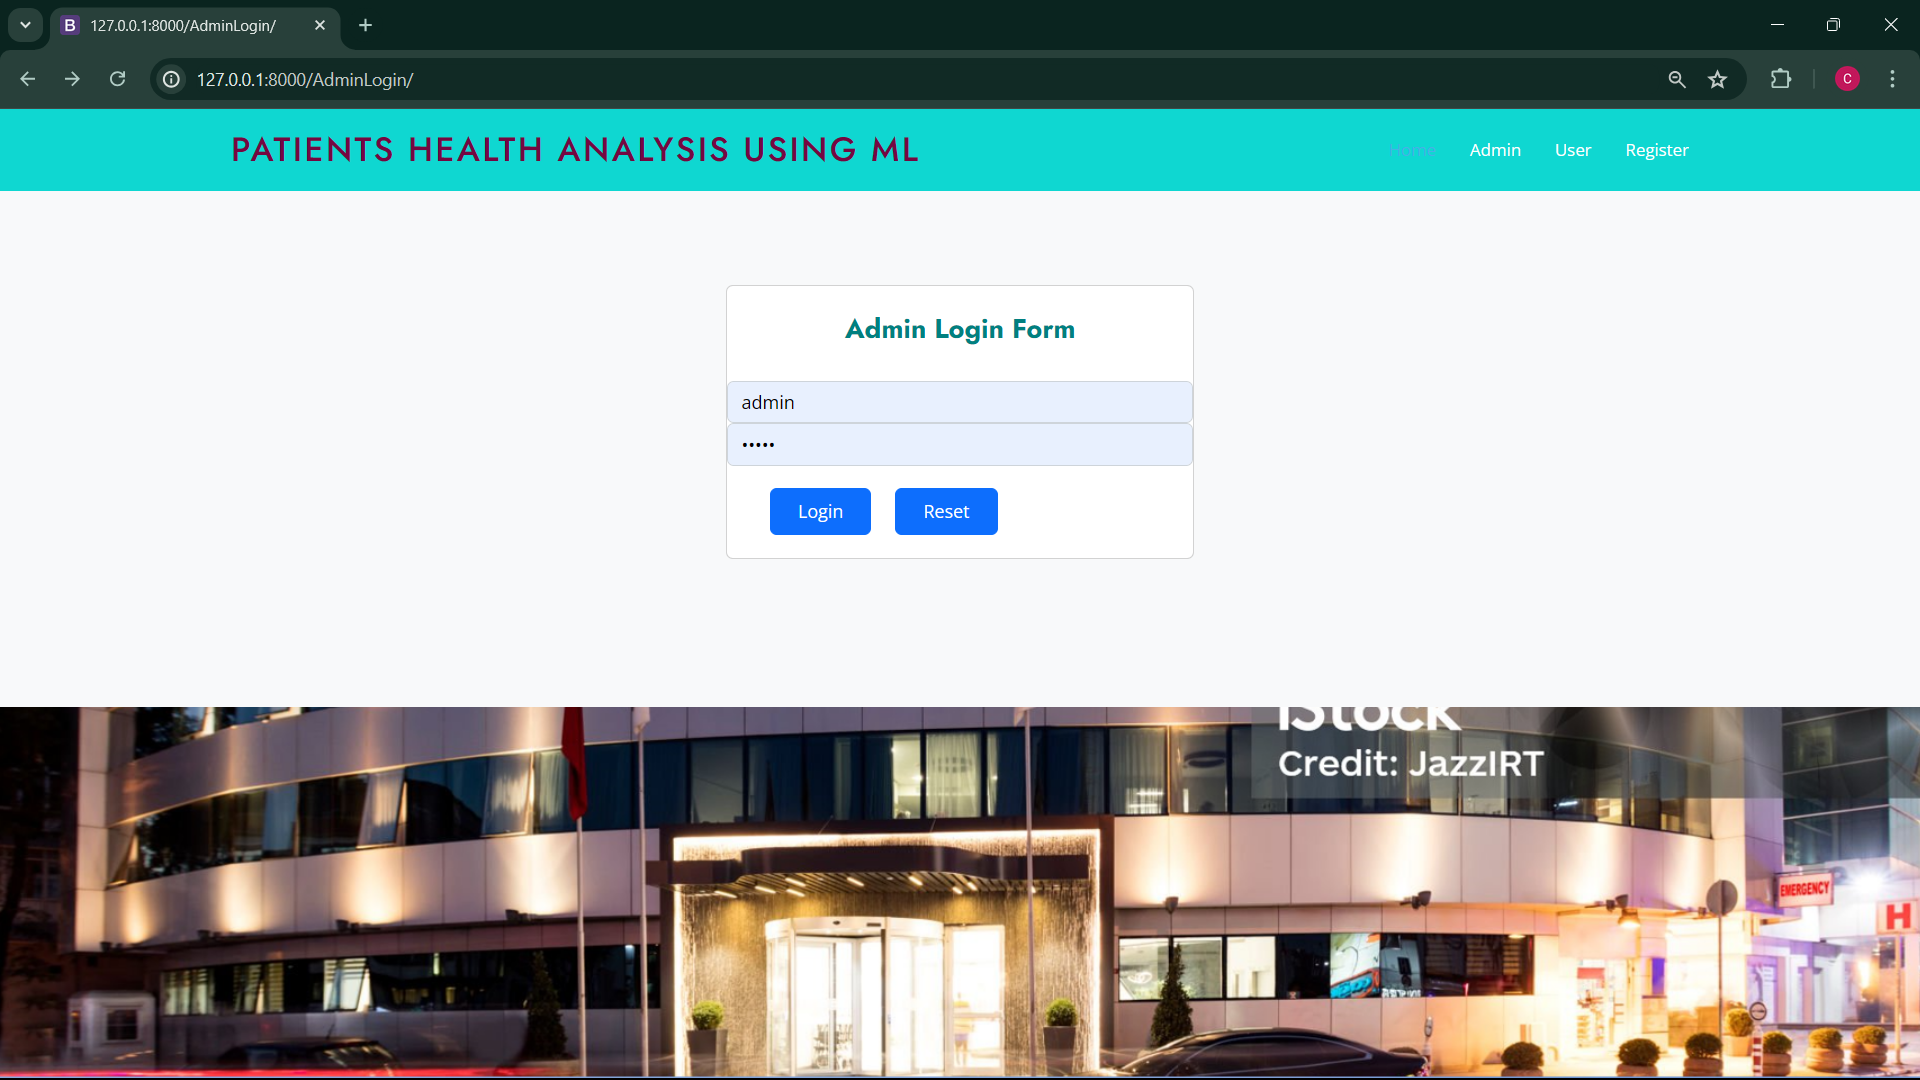 127.0.0.1:8000/AdminLogin/
127.0.0.1:8000/AdminLogin/
C
PATIENTS HEALTH ANALYSIS USING ML
Home
Admin
User
Register
Admin Login Form
admin
•••••
Login
Reset
iStock
Credit: JazzIRT
EMERGENCY
H